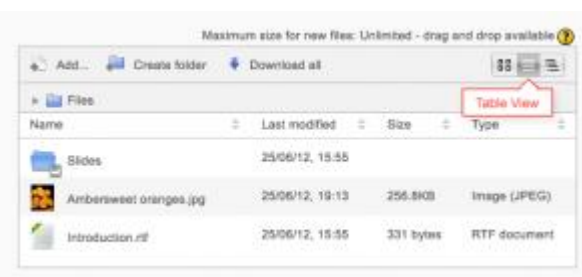 Maximum size for new files: Unlimited - drag and drop available
Add... Create folder Download all
Files
Table View
Name Last modified Size Type
Slides 25/06/12, 15:55
Ambersweet oranges.jpg 25/06/12, 19:13 256.8KB Image (JPEG)
Introduction.rtf 25/06/12, 15:55 331 bytes RTF document